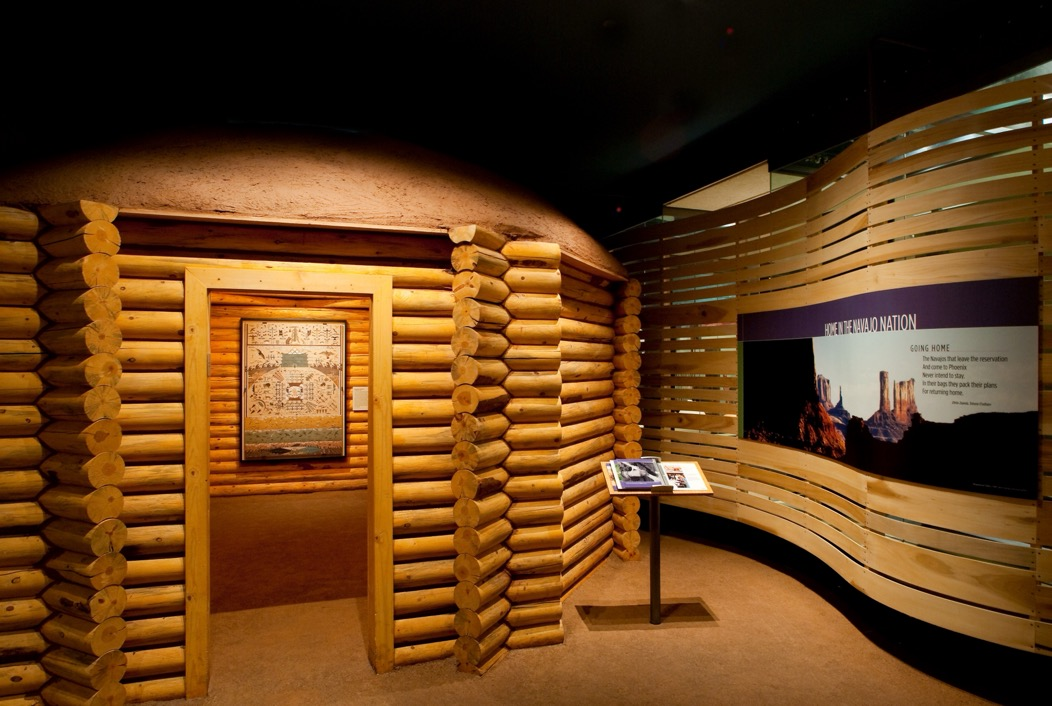 HOME IN THE NAVAJO NATION
GOING HOME
The Navajos that leave the reservation
And come to Phoenix
Never intend to stay.
In their bags they pack their plans
For returning home.